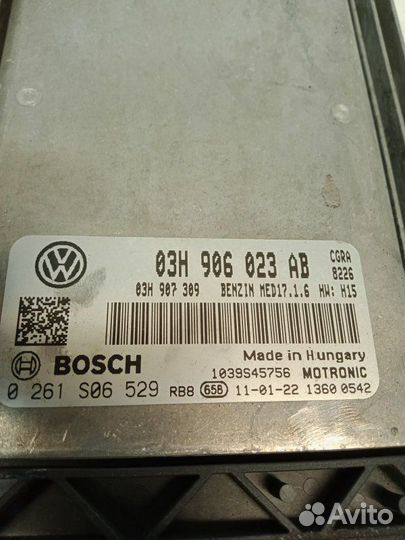 03H 906 023 AB CGRA
8226
03H 907 309 BENZIN MED17.1.6 HW: H15
Made in Hungary
BOSCH 1039S45756 MOTRONIC
0 261 S06 529 RB8 65B 11-01-22 1360 0542
Avito